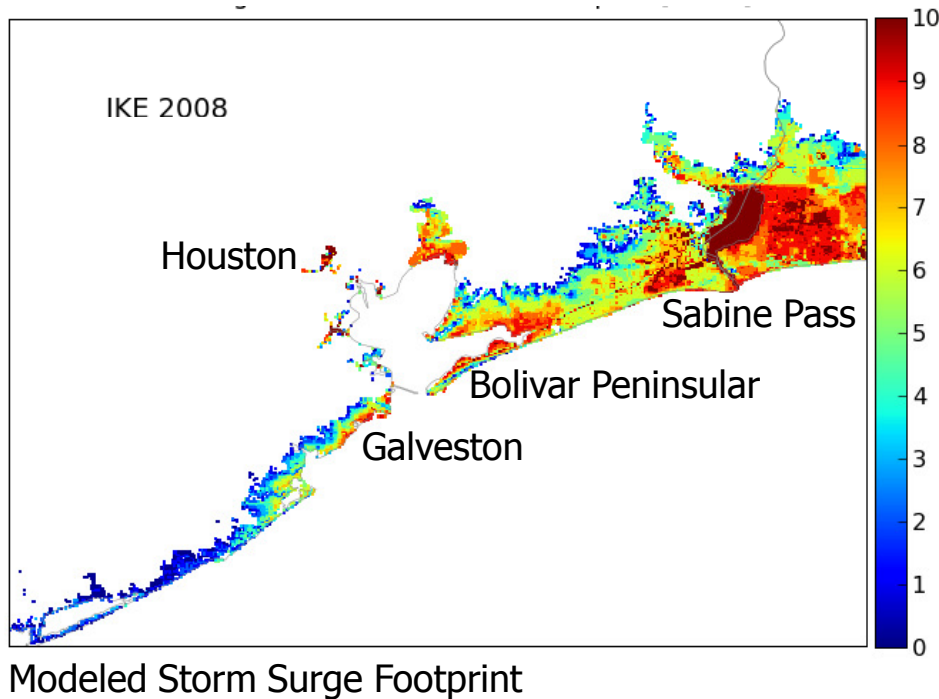 IKE 2008
Houston
Sabine Pass
Bolivar Peninsular
Galveston
10
9
8
7
6
5
4
3
2
1
0
Modeled Storm Surge Footprint